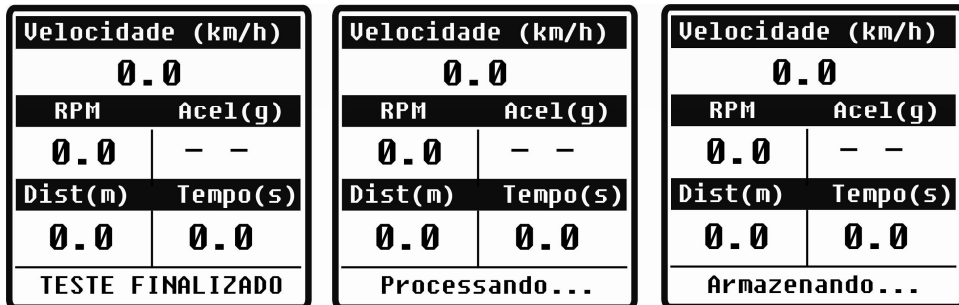 Velocidade (km/h)
0.0
RPM Acel(g)
0.0 - -
Dist(m) Tempo(s)
0.0 0.0
TESTE FINALIZADO
Velocidade (km/h)
0.0
RPM Acel(g)
0.0 - -
Dist(m) Tempo(s)
0.0 0.0
Processando...
Velocidade (km/h)
0.0
RPM Acel(g)
0.0 - -
Dist(m) Tempo(s)
0.0 0.0
Armazenando...